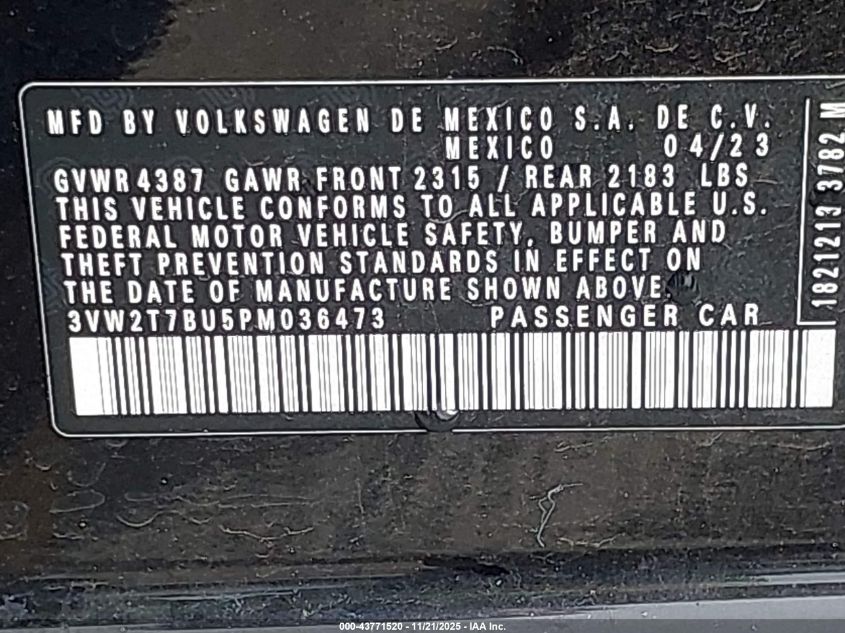 MFD BY VOLKSWAGEN DE MEXICO S.A. DE C.V.
MEXICO 04/23
GVWR 4387 GAWR FRONT 2315 / REAR 2183 LBS
THIS VEHICLE CONFORMS TO ALL APPLICABLE U.S.
FEDERAL MOTOR VEHICLE SAFETY, BUMPER AND
THEFT PREVENTION STANDARDS IN EFFECT ON
THE DATE OF MANUFACTURE SHOWN ABOVE.
3VW2T7BU5PM036473 PASSENGER CAR
1821213 3782 M
000-43771520 - 11/21/2025 - IAA Inc.